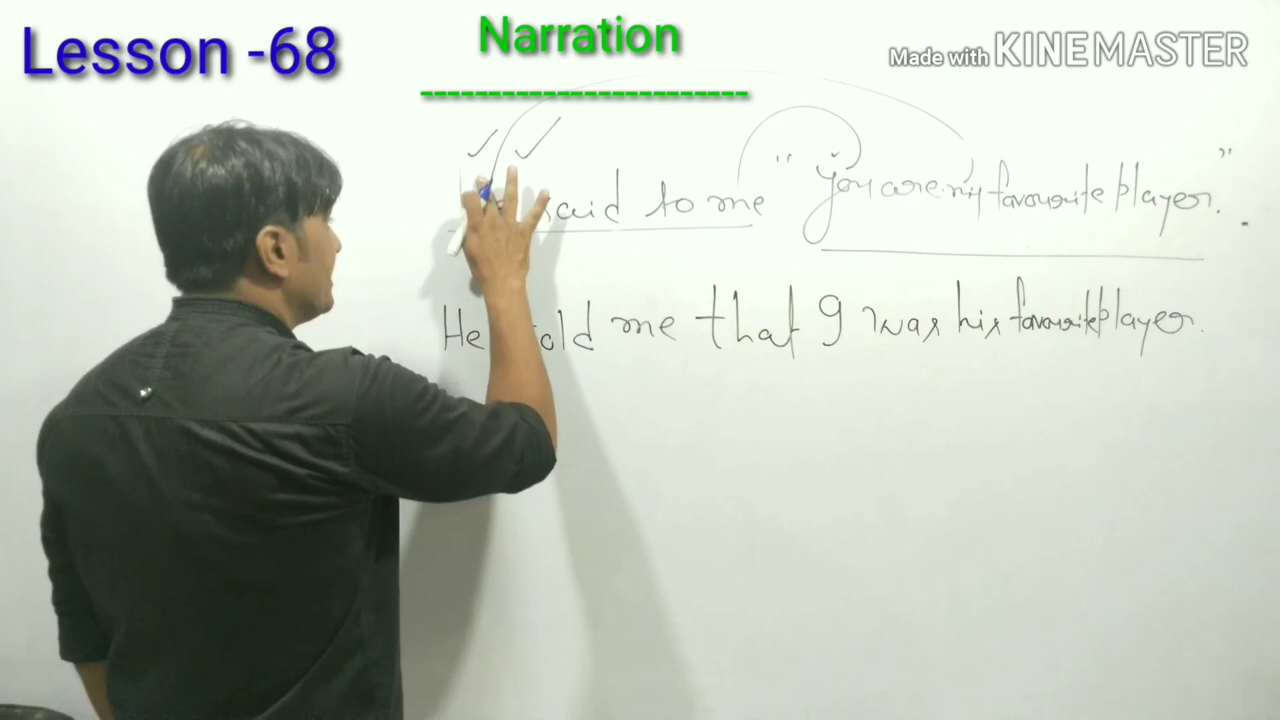 Lesson -68
Narration
Made with KINEMASTER
said to me "You are my favourite player."
He told me that I was his favourite player.